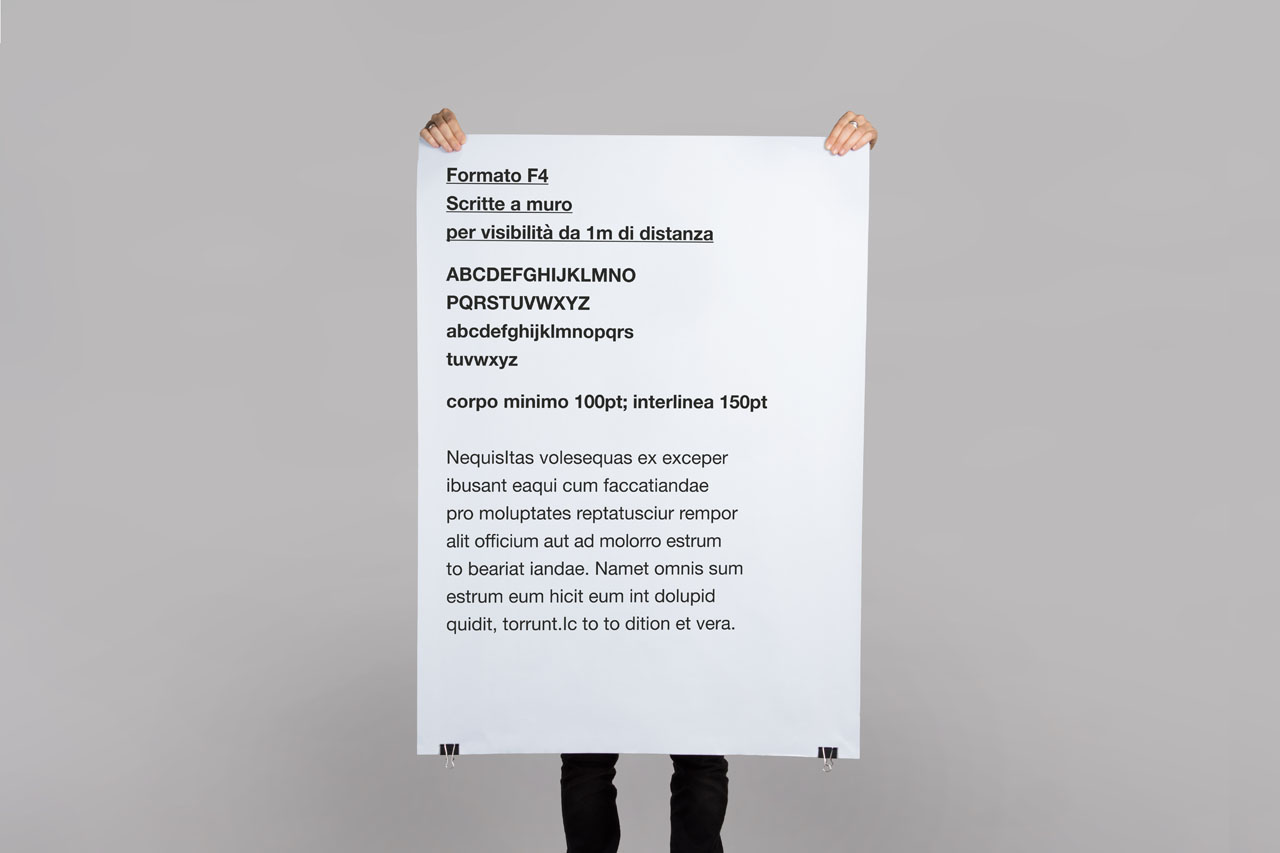 Formato F4
Scritte a muro
per visibilità da 1m di distanza
ABCDEFGHIJKLMNO
PQRSTUVWXYZ
abcdefghijklmnopqrs
tuvwxyz
corpo minimo 100pt; interlinea 150pt
NequisItas volesequas ex exceper
ibusant eaqui cum faccatiandae
pro moluptates reptatusciur rempor
alit officium aut ad molorro estrum
to beariat iandae. Namet omnis sum
estrum eum hicit eum int dolupid
quidit, torrunt.Ic to to dition et vera.